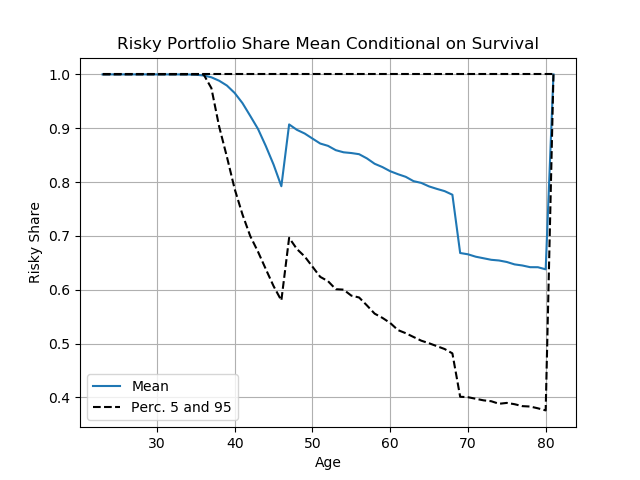 Risky Portfolio Share Mean Conditional on Survival
1.0
0.9
0.8
0.7
0.6
0.5
0.4
Risky Share
Mean
Perc. 5 and 95
30 40 50 60 70 80
Age